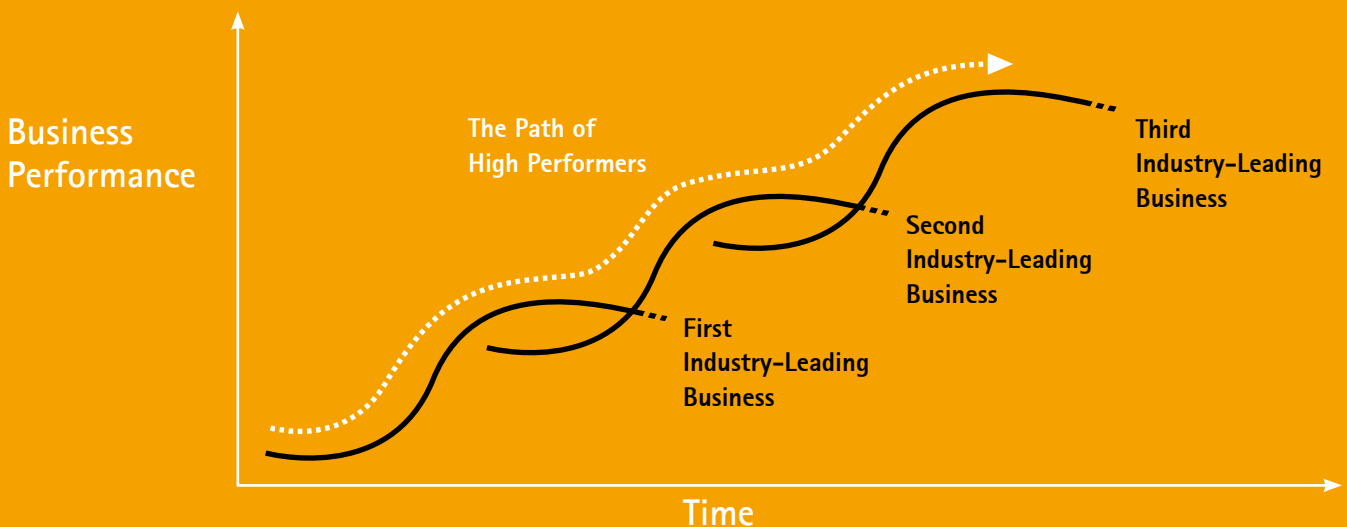 Business
Performance
The Path of
High Performers
Third
Industry-Leading
Business
Second
Industry-Leading
Business
First
Industry-Leading
Business
Time